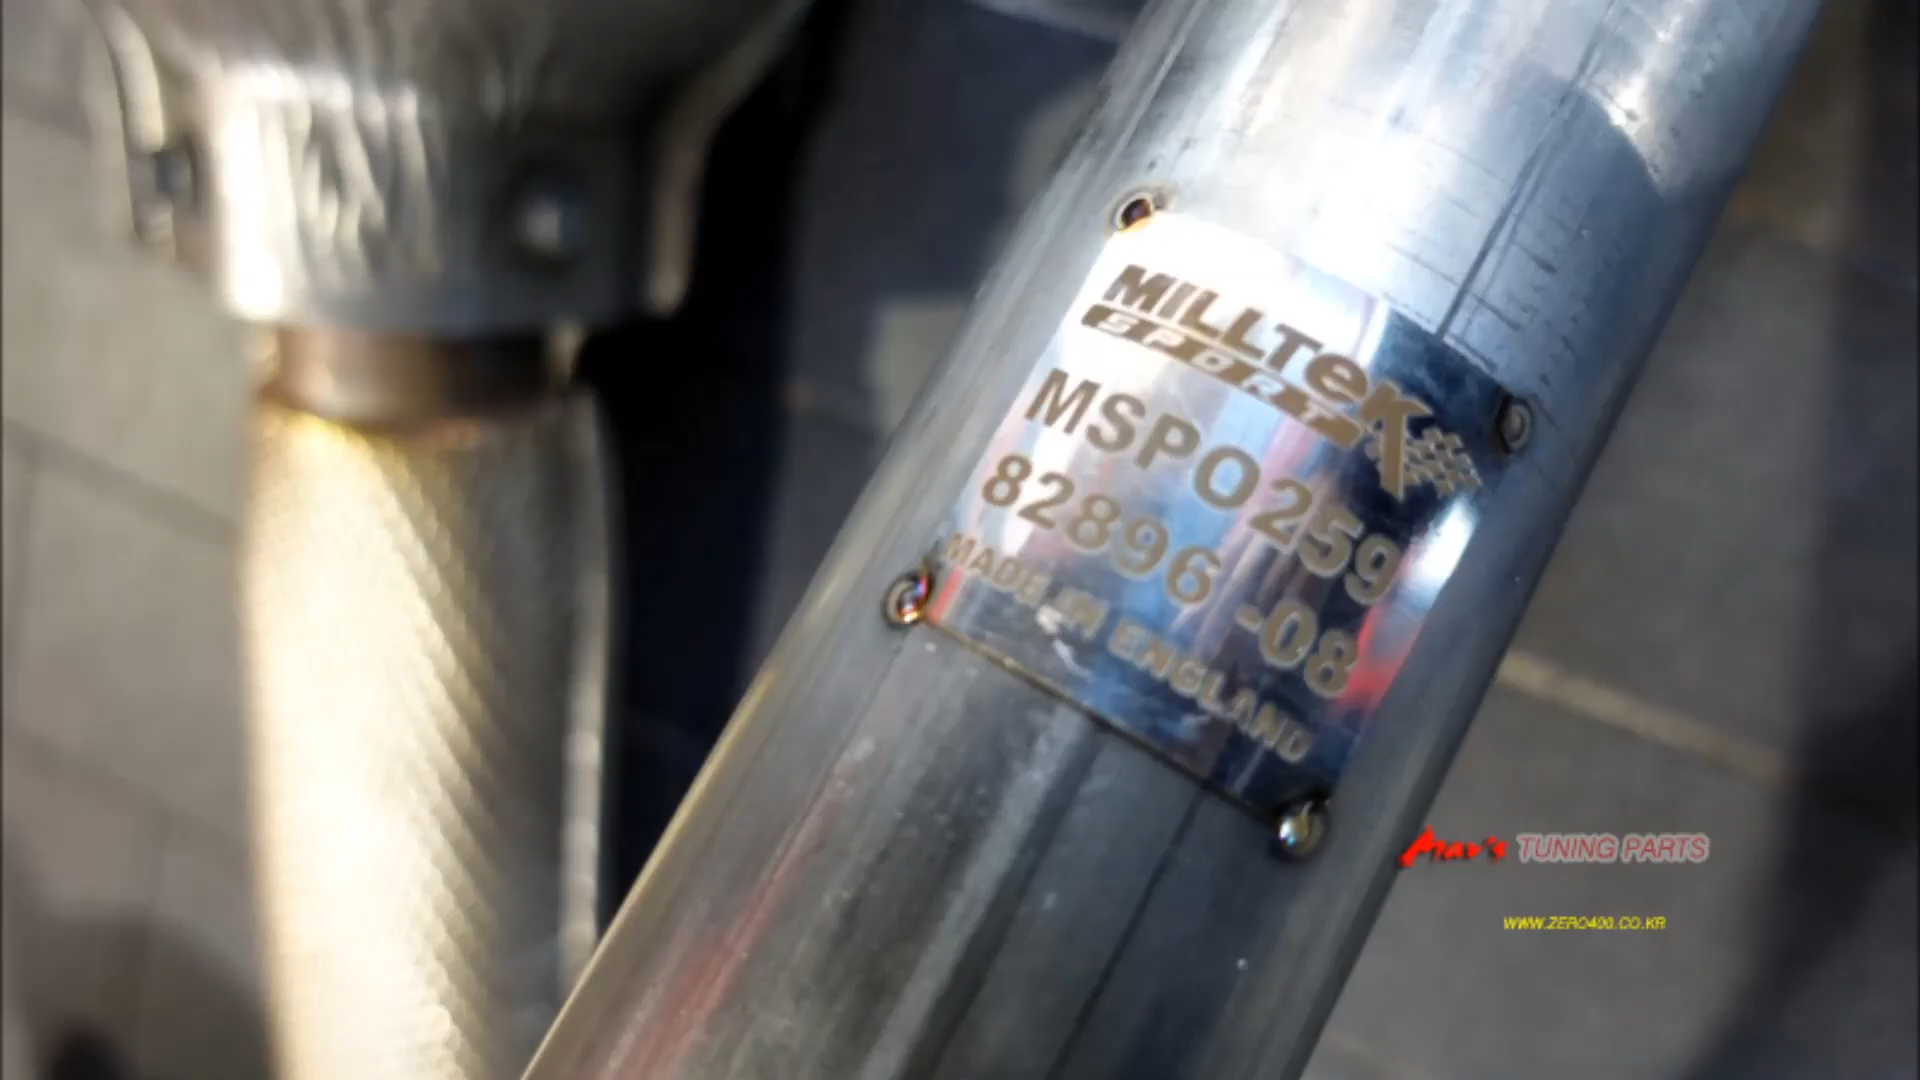 MILLTeK
SPORT
MSPO259
82896 -08
MADE IN ENGLAND
TUNING PARTS
WWW.ZERO400.CO.KR